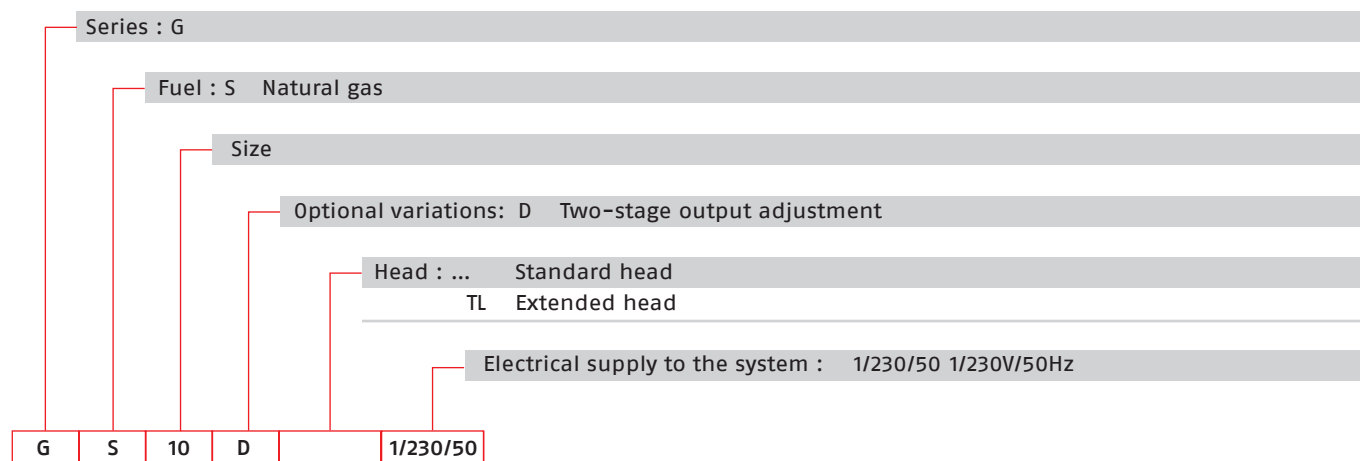 Series : G
Fuel : S Natural gas
Size
Optional variations: D Two-stage output adjustment
Head : ... Standard head
TL Extended head
Electrical supply to the system : 1/230/50 1/230V/50Hz
G S 10 D 1/230/50